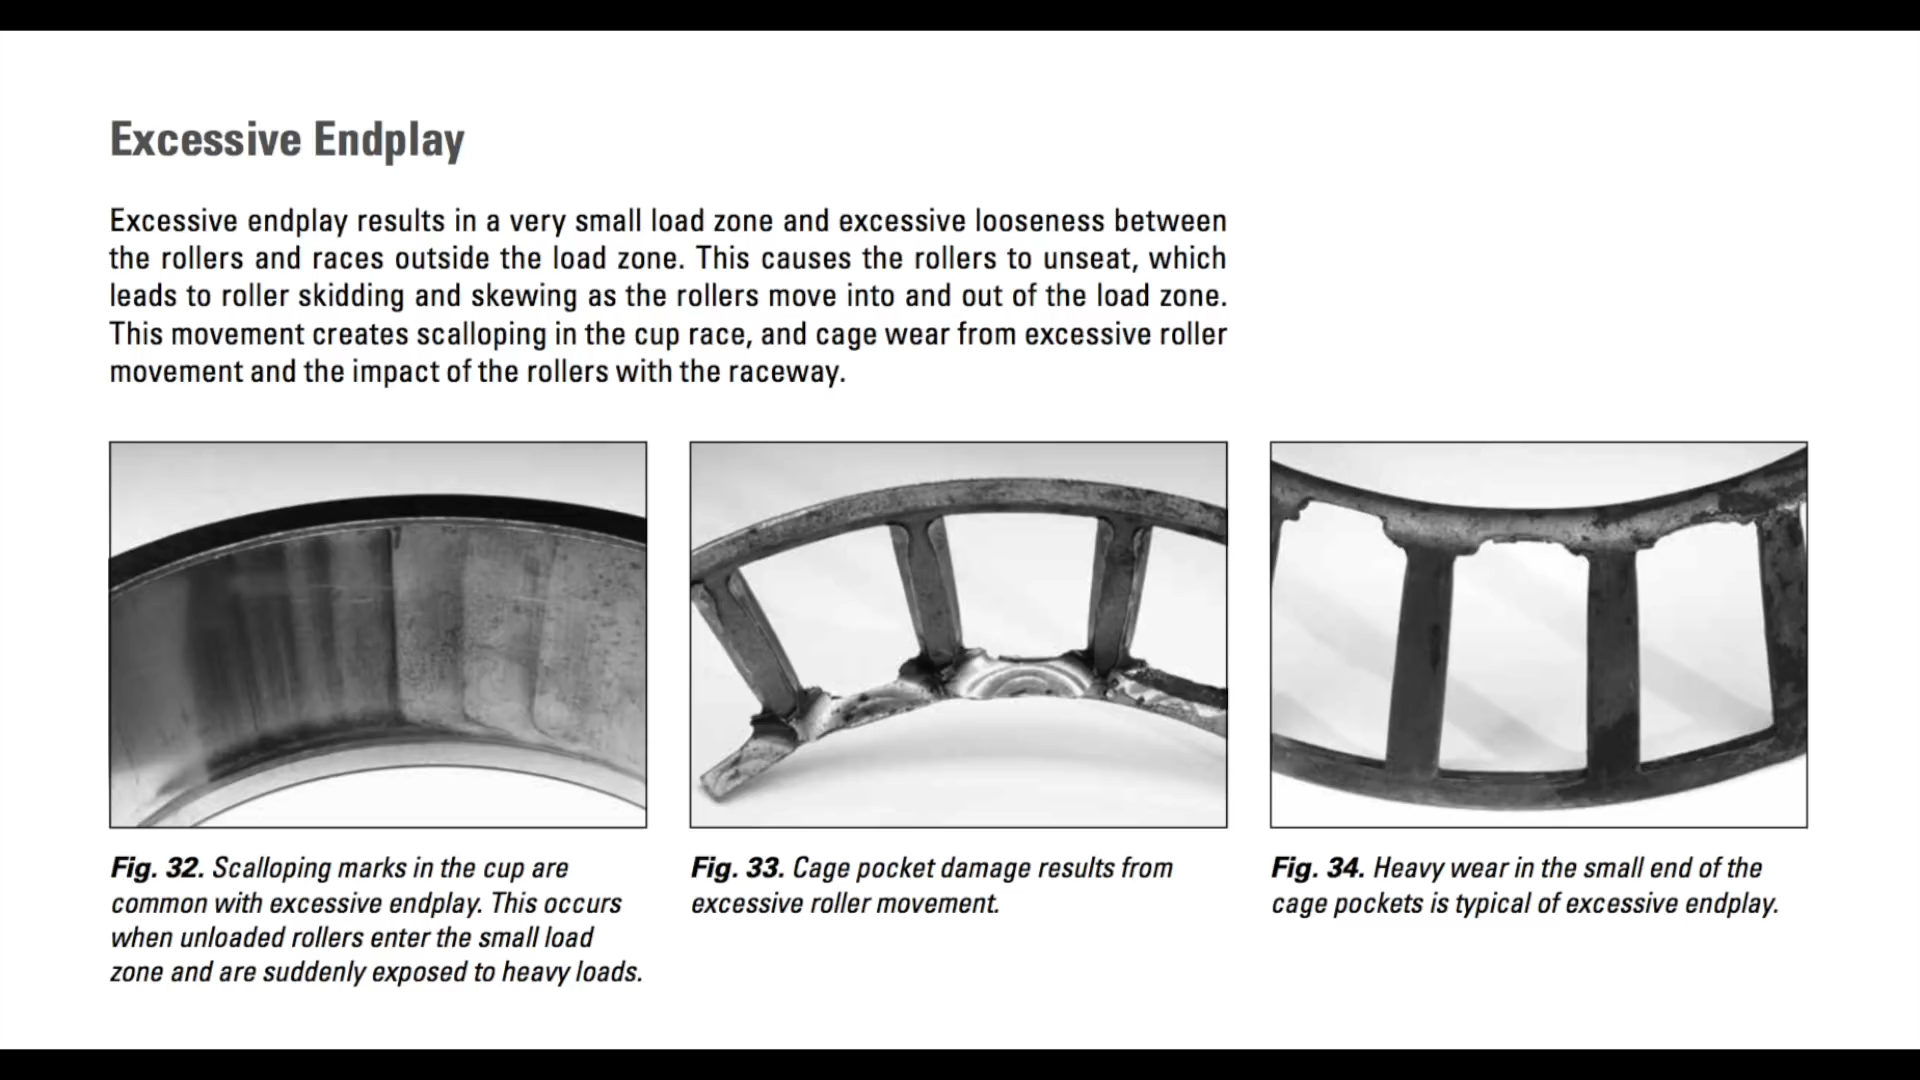 Excessive Endplay
Excessive endplay results in a very small load zone and excessive looseness between
the rollers and races outside the load zone. This causes the rollers to unseat, which
leads to roller skidding and skewing as the rollers move into and out of the load zone.
This movement creates scalloping in the cup race, and cage wear from excessive roller
movement and the impact of the rollers with the raceway.
Fig. 32. Scalloping marks in the cup are
common with excessive endplay. This occurs
when unloaded rollers enter the small load
zone and are suddenly exposed to heavy loads.
Fig. 33. Cage pocket damage results from
excessive roller movement.
Fig. 34. Heavy wear in the small end of the
cage pockets is typical of excessive endplay.